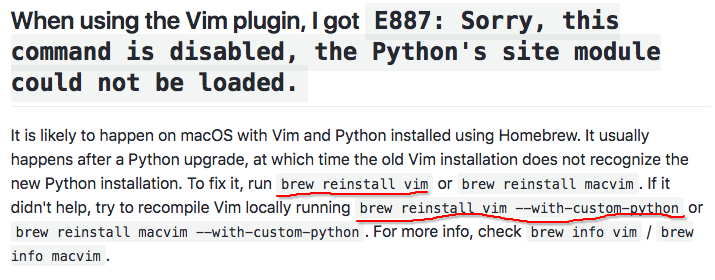 When using the Vim plugin, I got E887: Sorry, this
command is disabled, the Python's site module
could not be loaded.
It is likely to happen on macOS with Vim and Python installed using Homebrew. It usually
happens after a Python upgrade, at which time the old Vim installation does not recognize the
new Python installation. To fix it, run brew reinstall vim or brew reinstall macvim. If it
didn't help, try to recompile Vim locally running brew reinstall vim --with-custom-python or
brew reinstall macvim --with-custom-python. For more info, check brew info vim / brew
info macvim.